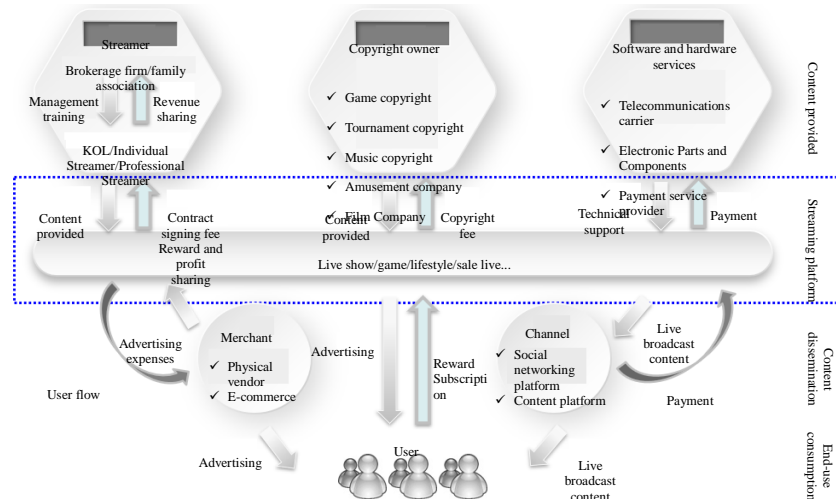 Streamer
Brokerage firm/family
association
Management
training
Revenue
sharing
KOL/Individual
Streamer/Professional
Streamer
Copyright owner
✓ Game copyright
✓ Tournament copyright
✓ Music copyright
✓ Amusement company
✓ Film Company
Software and hardware
services
✓ Telecommunications
carrier
✓ Electronic Parts and
Components
✓ Payment service
provider
Content provided
Content
provided
Contract
signing fee
Reward and
profit
sharing
Content
provided
Copyright
fee
Technical
support
Payment
Live show/game/lifestyle/sale live...
Streaming platform
Advertising
expenses
User flow
Merchant
✓ Physical
vendor
✓ E-commerce
Advertising
Reward
Subscripti
on
Channel
✓ Social
networking
platform
✓ Content platform
Live
broadcast
content
Payment
Content
dissemination
Advertising
User
Live
broadcast
content
End-use
consumption